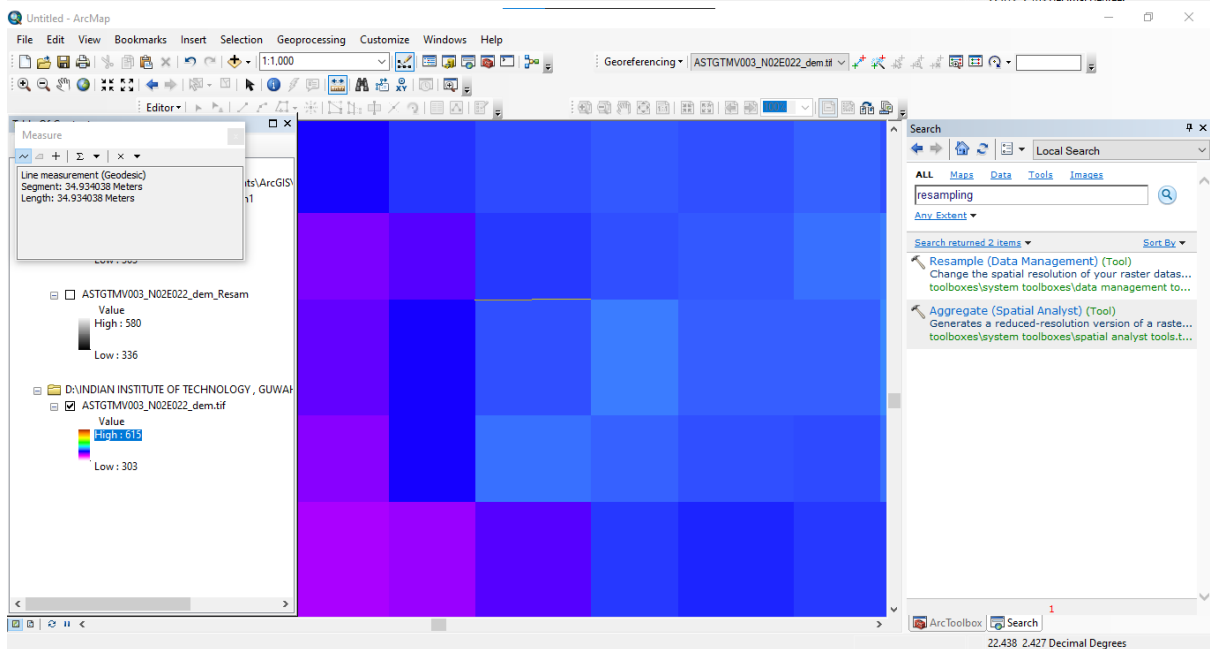 Untitled - ArcMap
File Edit View Bookmarks Insert Selection Geoprocessing Customize Windows Help
1:1,000
Georeferencing
ASTGTMV003_N02E022_dem.tif
Editor
Measure
Line measurement (Geodesic)
Segment: 34.934038 Meters
Length: 34.934038 Meters
ASTGTMV003_N02E022_dem_Resam
Value
High : 580
Low : 336
D:\INDIAN INSTITUTE OF TECHNOLOGY , GUWAH
ASTGTMV003_N02E022_dem.tif
Value
High : 615
Low : 303
Search
Local Search
ALL Maps Data Tools Images
resampling
Any Extent
Search returned 2 items Sort By
Resample (Data Management) (Tool)
Change the spatial resolution of your raster datas...
toolboxes\system toolboxes\data management to...
Aggregate (Spatial Analyst) (Tool)
Generates a reduced-resolution version of a raste...
toolboxes\system toolboxes\spatial analyst tools.t...
1
ArcToolbox Search
22.438 2.427 Decimal Degrees